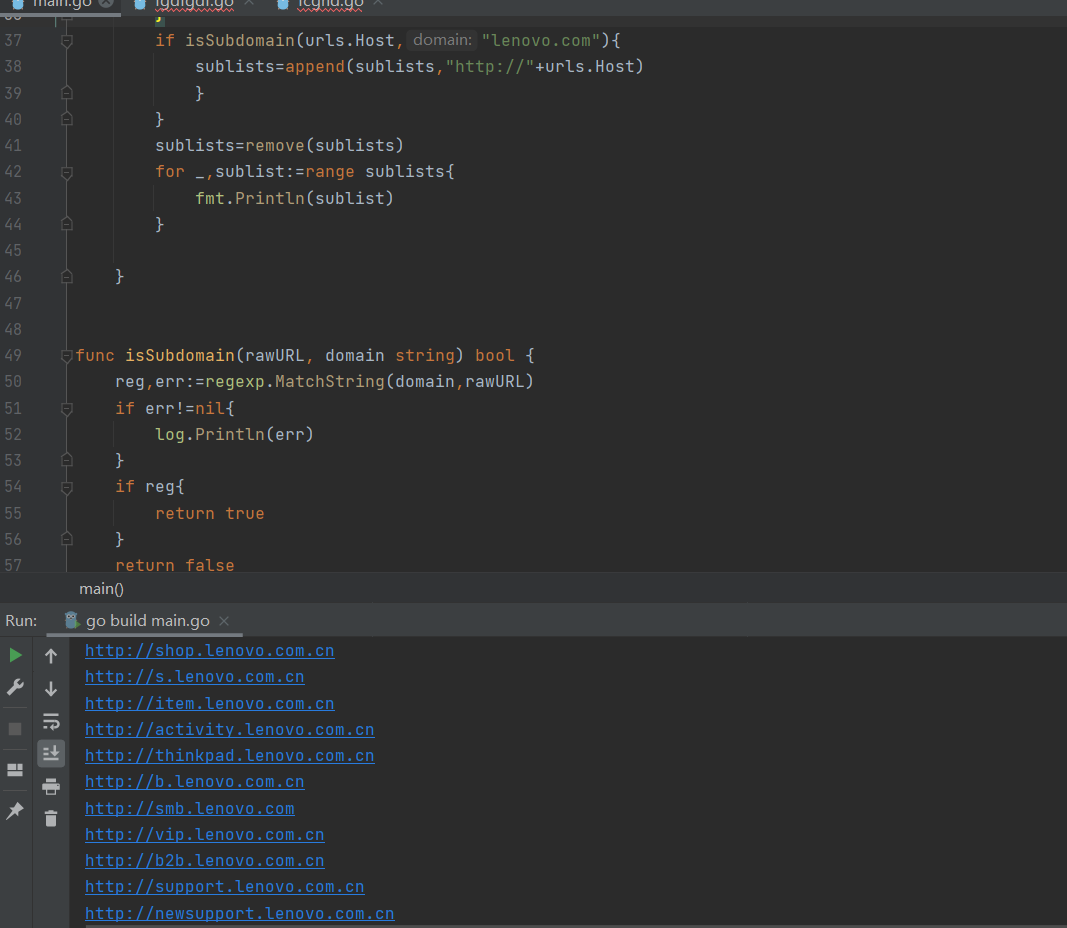 main.go
37 if isSubdomain(urls.Host, domain: "lenovo.com"){
38 sublists=append(sublists,"http://"+urls.Host)
39 }
40 }
41 sublists=remove(sublists)
42 for _,sublist:=range sublists{
43 fmt.Println(sublist)
44 }
45
46 }
47
48
49 func isSubdomain(rawURL, domain string) bool {
50 reg,err:=regexp.MatchString(domain,rawURL)
51 if err!=nil{
52 log.Println(err)
53 }
54 if reg{
55 return true
56 }
57 return false
main()
Run: go build main.go
http://shop.lenovo.com.cn
http://s.lenovo.com.cn
http://item.lenovo.com.cn
http://activity.lenovo.com.cn
http://thinkpad.lenovo.com.cn
http://b.lenovo.com.cn
http://smb.lenovo.com
http://vip.lenovo.com.cn
http://b2b.lenovo.com.cn
http://support.lenovo.com.cn
http://newsupport.lenovo.com.cn